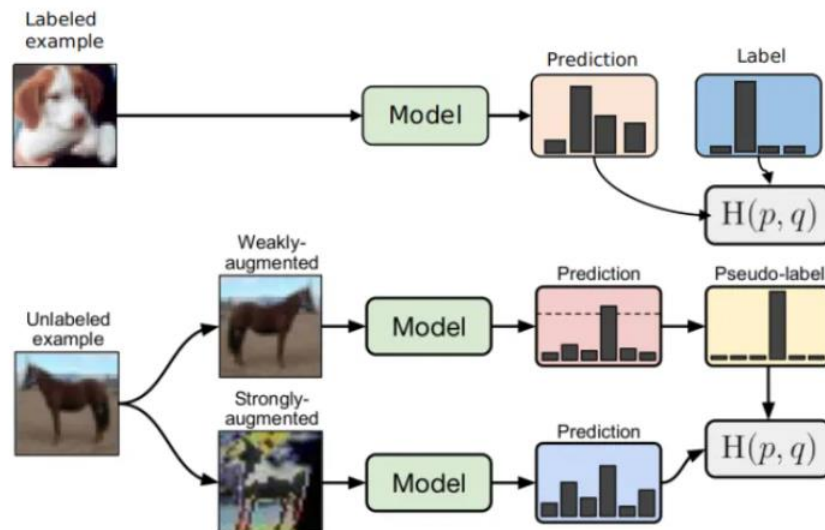 Labeled
example
Model
Prediction
Label
H(p, q)
Weakly-
augmented
Unlabeled
example
Model
Prediction
Pseudo-label
Strongly-
augmented
Model
Prediction
H(p, q)